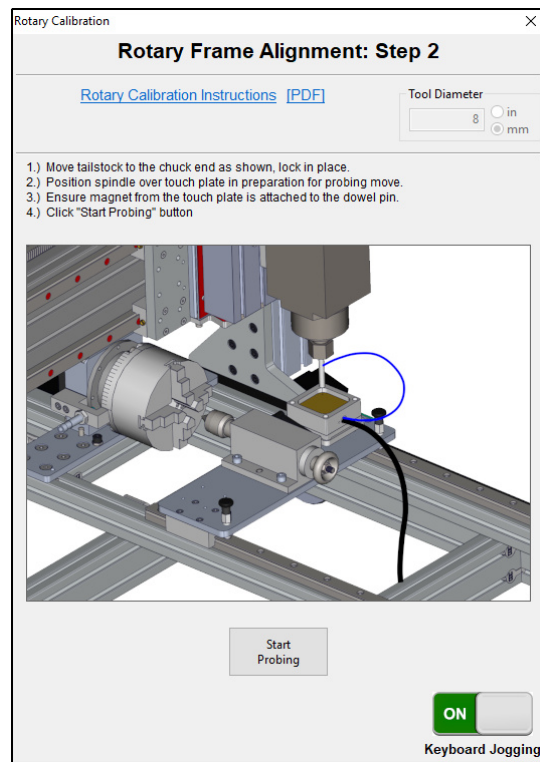 Rotary Calibration
Rotary Frame Alignment: Step 2
Rotary Calibration Instructions [PDF]
Tool Diameter
8
in
mm
1.) Move tailstock to the chuck end as shown, lock in place.
2.) Position spindle over touch plate in preparation for probing move.
3.) Ensure magnet from the touch plate is attached to the dowel pin.
4.) Click "Start Probing" button
Start
Probing
ON
Keyboard Jogging